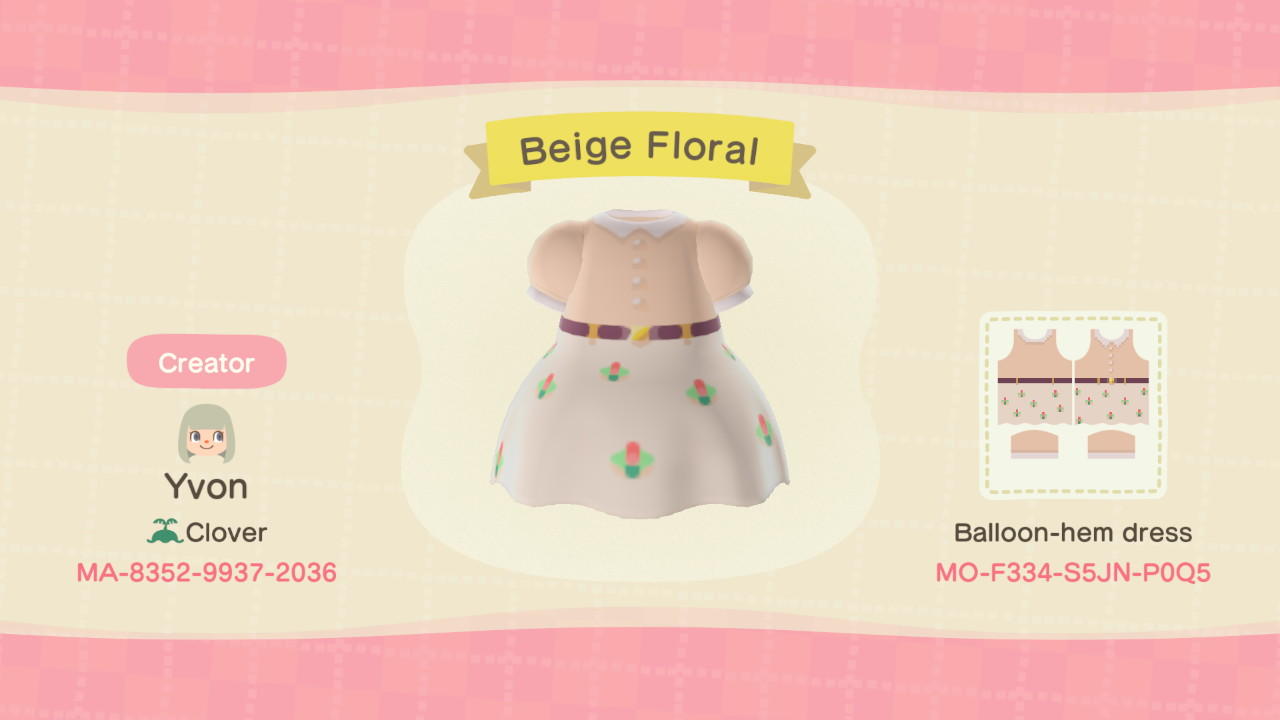 Beige Floral
Creator
Yvon
Clover
MA-8352-9937-2036
Balloon-hem dress
MO-F334-S5JN-P0Q5